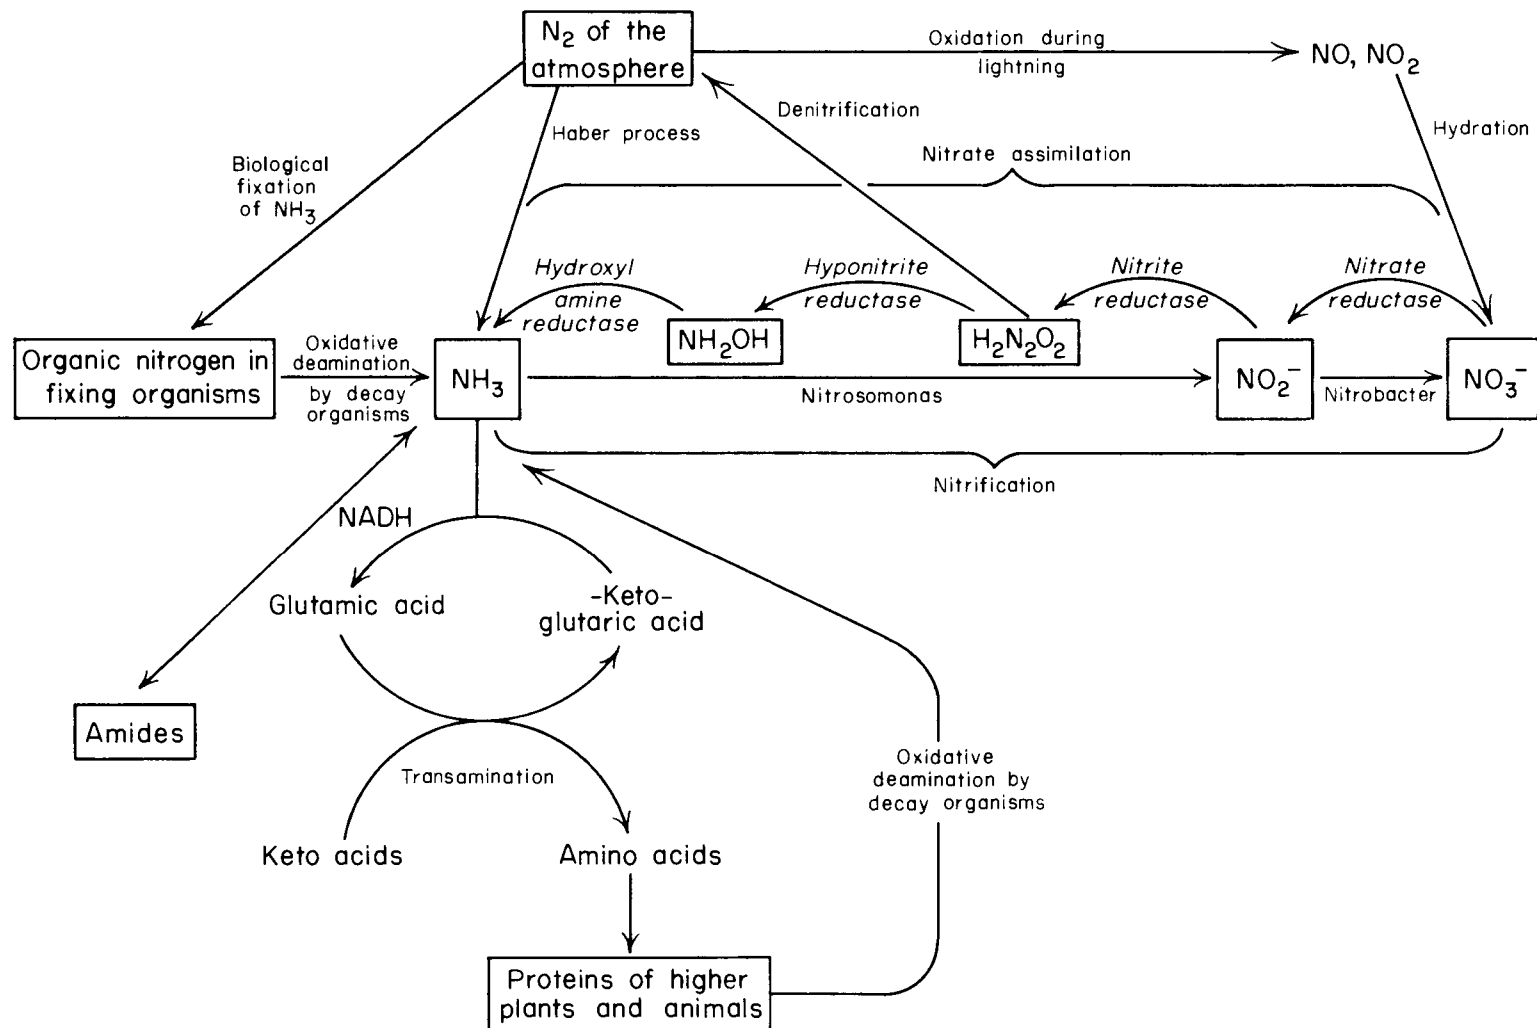 N₂ of the
atmosphere
Oxidation during
lightning
NO, NO₂
Denitrification
Haber process
Hydration
Nitrate assimilation
Biological
fixation
of NH₃
Hydroxyl
amine
reductase
Hyponitrite
reductase
Nitrite
reductase
Nitrate
reductase
Organic nitrogen in
fixing organisms
Oxidative
deamination
by decay
organisms
NH₃
NH₂OH
H₂N₂O₂
NO₂⁻
NO₃⁻
Nitrosomonas
Nitrobacter
Nitrification
NADH
Glutamic acid
-Keto-
glutaric acid
Amides
Transamination
Oxidative
deamination by
decay organisms
Keto acids
Amino acids
Proteins of higher
plants and animals